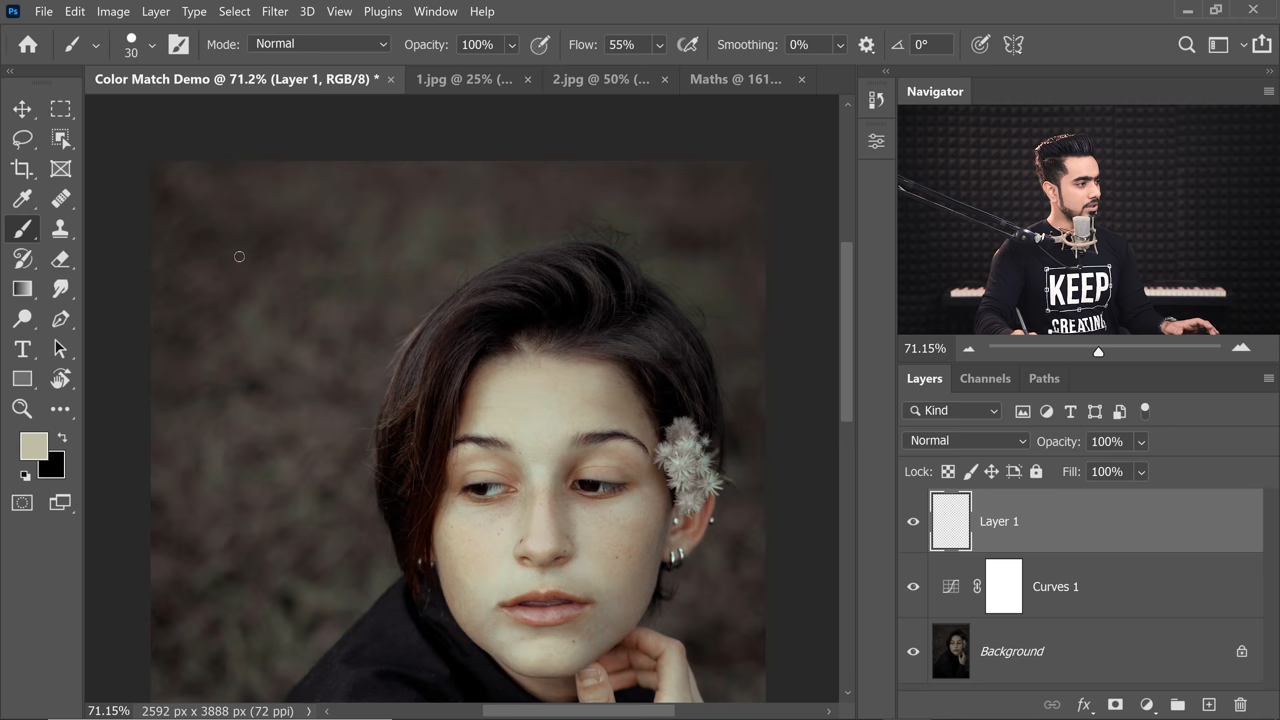 Ps File Edit Image Layer Type Select Filter 3D View Plugins Window Help
30 Mode: Normal Opacity: 100% Flow: 55% Smoothing: 0% 0°
Color Match Demo @ 71.2% (Layer 1, RGB/8) * × 1.jpg @ 25% (... × 2.jpg @ 50% (... × Maths @ 161... ×
Navigator
KEEP
CREATING
71.15%
Layers Channels Paths
Kind
Normal Opacity: 100%
Lock: Fill: 100%
Layer 1
Curves 1
Background
fx
71.15% 2592 px x 3888 px (72 ppi)